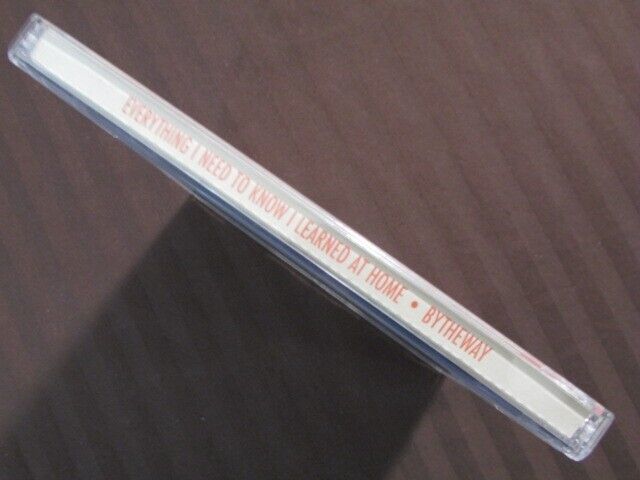 EVERYTHING I NEED TO KNOW I LEARNED AT HOME • BYTHEWAY